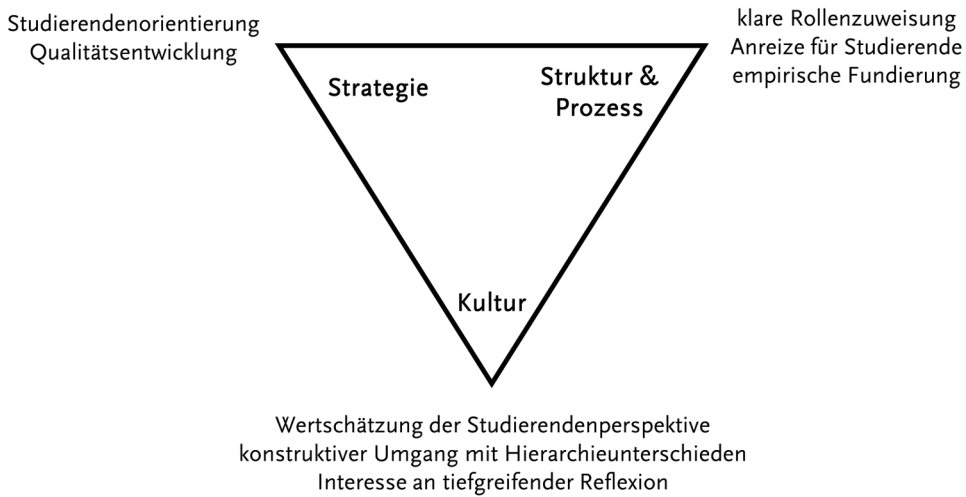 Studierendenorientierung
Qualitätsentwicklung
klare Rollenzuweisung
Anreize für Studierende
empirische Fundierung
Strategie
Struktur &
Prozess
Kultur
Wertschätzung der Studierendenperspektive
konstruktiver Umgang mit Hierarchieunterschieden
Interesse an tiefgreifender Reflexion